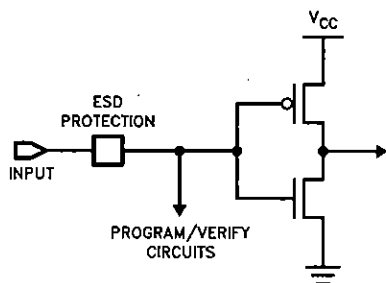 VCC
ESD
PROTECTION
INPUT
PROGRAM/VERIFY
CIRCUITS